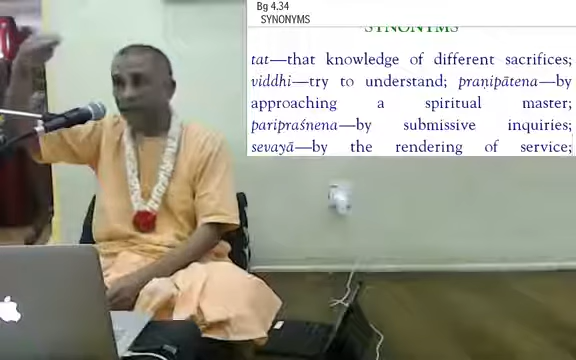 Bg 4.34
SYNONYMS
SYNONYMS
tat—that knowledge of different sacrifices;
viddhi—try to understand; praṇipātena—by
approaching a spiritual master;
paripraśnena—by submissive inquiries;
sevayā—by the rendering of service;